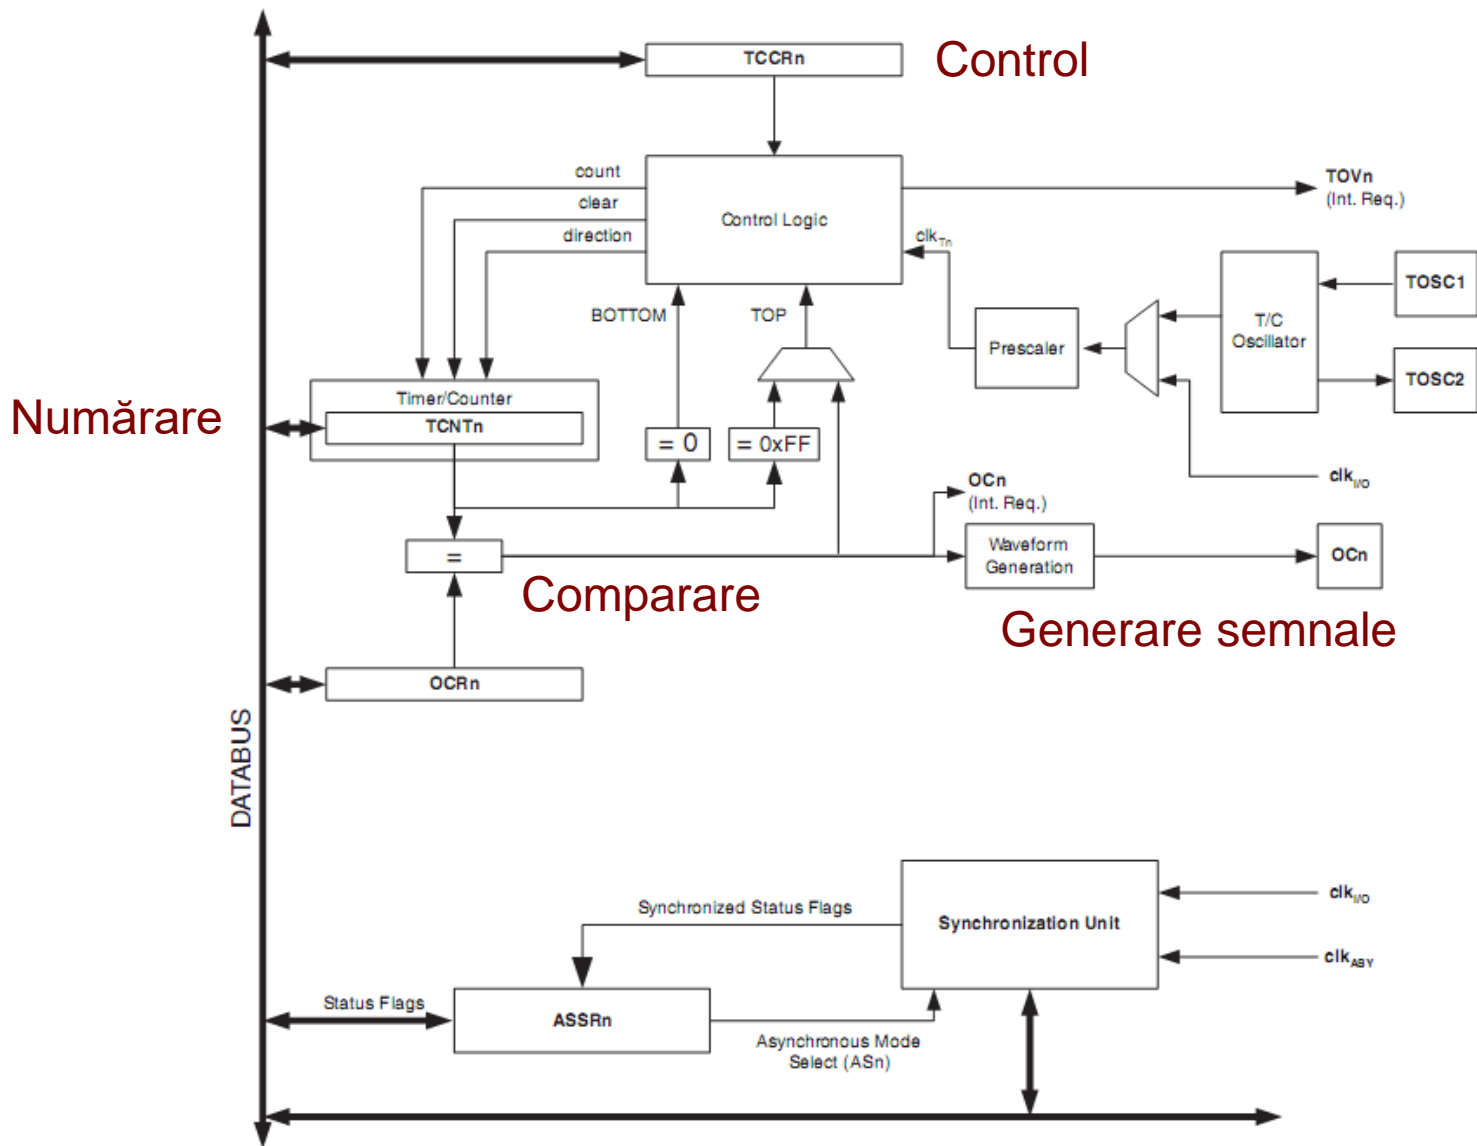 TCCRn
Control
count
clear
direction
Control Logic
clkTn
TOVn
(Int. Req.)
BOTTOM
TOP
Prescaler
T/C
Oscillator
TOSC1
TOSC2
Numărare
Timer/Counter
TCNTn
= 0
= 0xFF
clkI/O
OCn
(Int. Req.)
=
Waveform
Generation
OCn
Comparare
Generare semnale
OCRn
DATABUS
Synchronized Status Flags
Synchronization Unit
clkI/O
clkABY
Status Flags
ASSRn
Asynchronous Mode
Select (ASn)